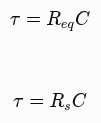 τ = R_{eq}C
τ = R_sC